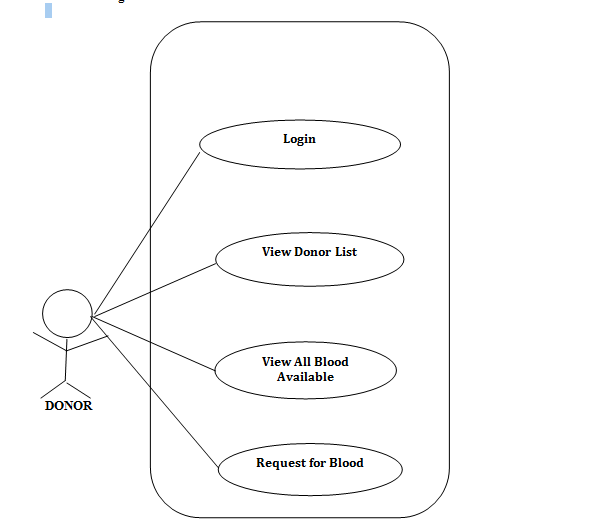 Login
View Donor List
View All Blood
Available
DONOR
Request for Blood